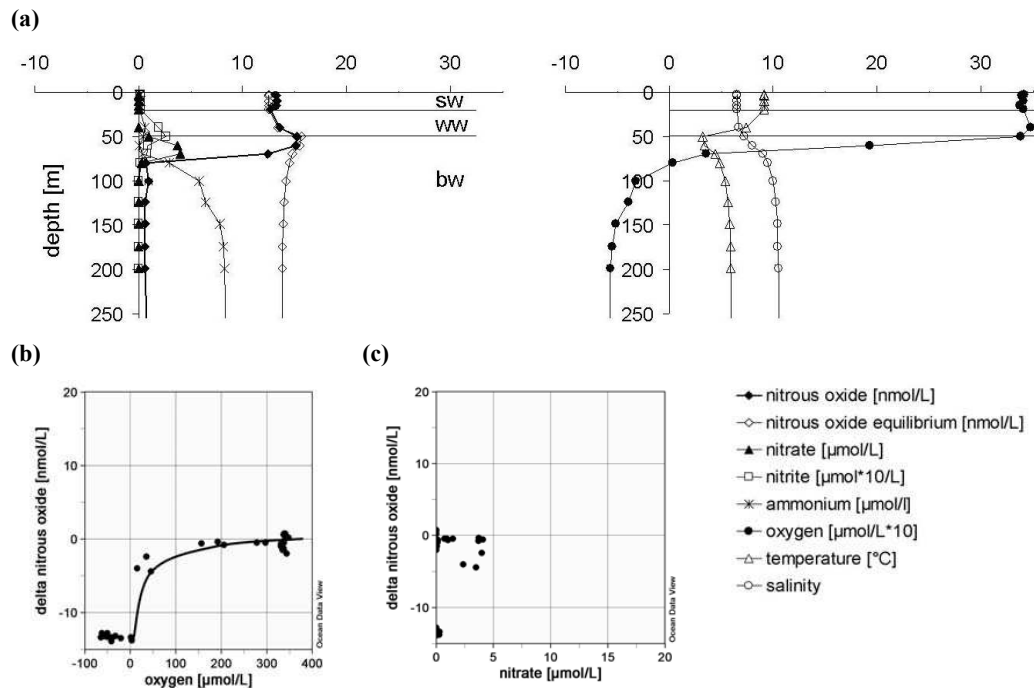 (a)
-10 0 10 20 30 -10 0 10 20 30
0 sw 0
ww
50 50
bw
100 100
150 150
200 200
250 250
depth [m]
(b) (c)
20 20
10 10
0 0
-10 -10
delta nitrous oxide [nmol/L] delta nitrous oxide [nmol/L]
-100 0 100 200 300 400 0 5 10 15 20
oxygen [µmol/L] nitrate [µmol/L]
Ocean Data View Ocean Data View
nitrous oxide [nmol/L]
nitrous oxide equilibrium [nmol/L]
nitrate [µmol/L]
nitrite [µmol*10/L]
ammonium [µmol/l]
oxygen [µmol/L*10]
temperature [°C]
salinity